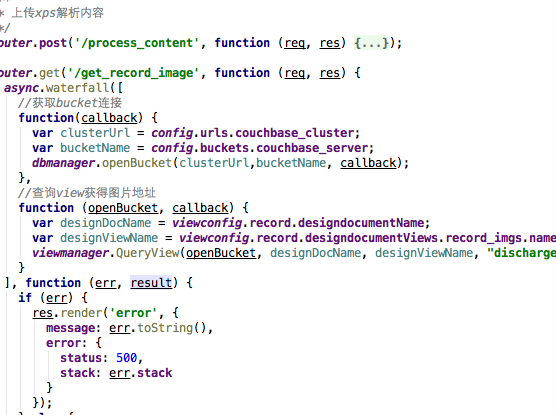 * 上传xps解析内容
*/
outer.post('/process_content', function (req, res) {...});
outer.get('/get_record_image', function (req, res) {
async.waterfall([
//获取bucket连接
function(callback) {
var clusterUrl = config.urls.couchbase_cluster;
var bucketName = config.buckets.couchbase_server;
dbmanager.openBucket(clusterUrl,bucketName, callback);
},
//查询view获得图片地址
function (openBucket, callback) {
var designDocName = viewconfig.record.designdocumentName;
var designViewName = viewconfig.record.designdocumentViews.record_imgs.name
viewmanager.QueryView(openBucket, designDocName, designViewName, "discharge
}
], function (err, result) {
if (err) {
res.render('error', {
message: err.toString(),
error: {
status: 500,
stack: err.stack
}
});